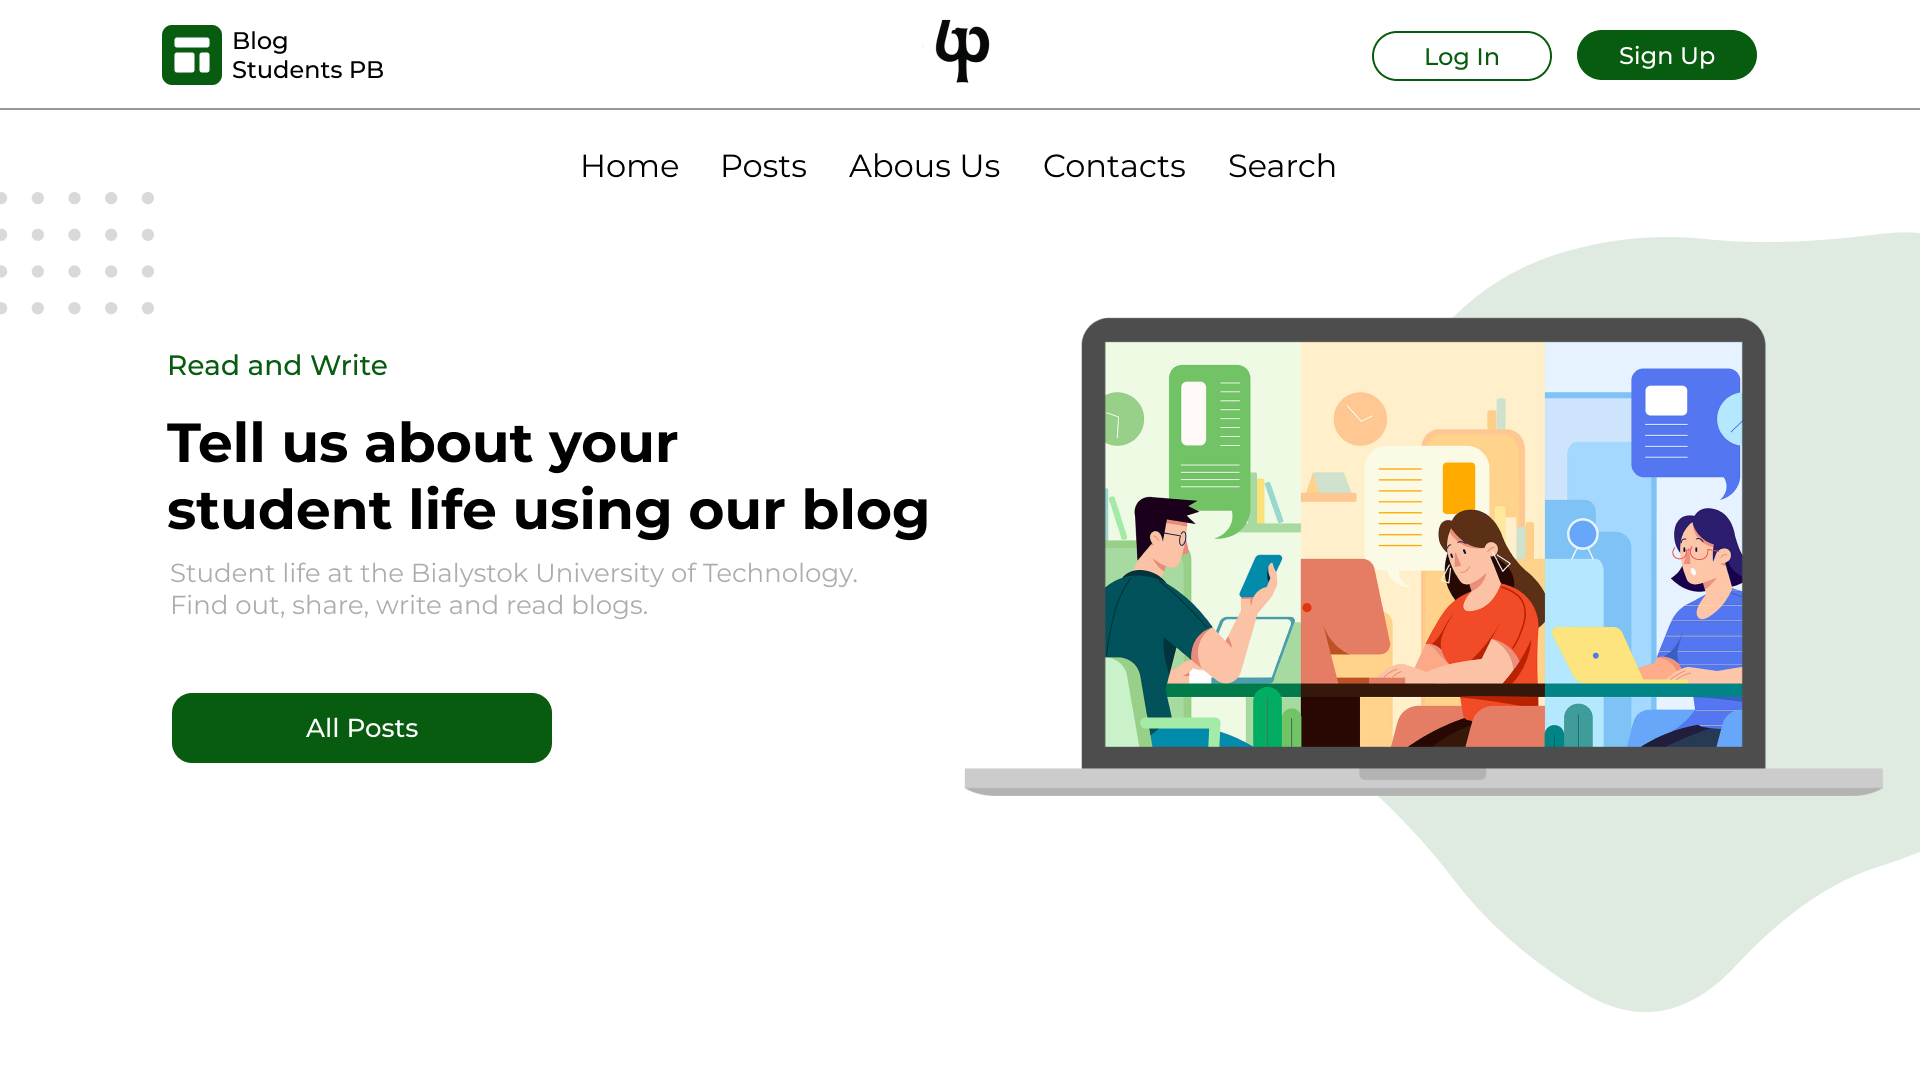 Blog
Students PB
Log In
Sign Up
Home Posts Abous Us Contacts Search
Read and Write
Tell us about your
student life using our blog
Student life at the Bialystok University of Technology.
Find out, share, write and read blogs.
All Posts